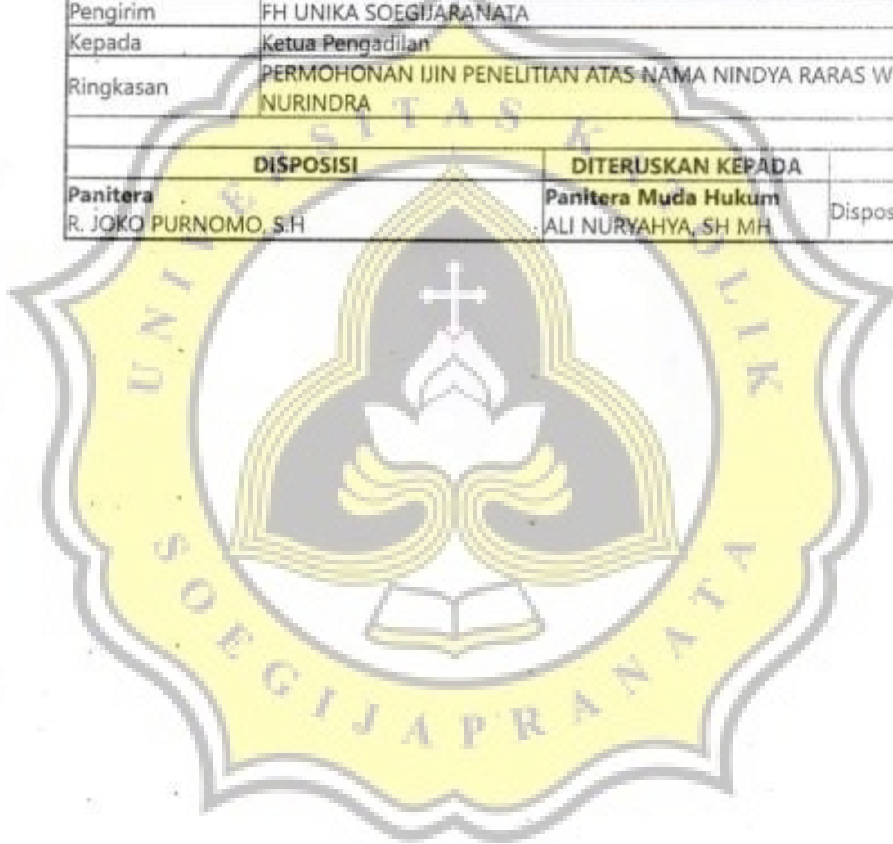 Pengirim FH UNIKA SOEGIJARANATA
Kepada Ketua Pengadilan
Ringkasan PERMOHONAN IJIN PENELITIAN ATAS NAMA NINDYA RARAS W
NURINDRA
DISPOSISI DITERUSKAN KEPADA
Panitera Panitera Muda Hukum
R. JOKO PURNOMO, S.H ALI NURYAHYA, SH MH Dispos
UNIVERSITAS KATOLIK
SOEGIJAPRANATA